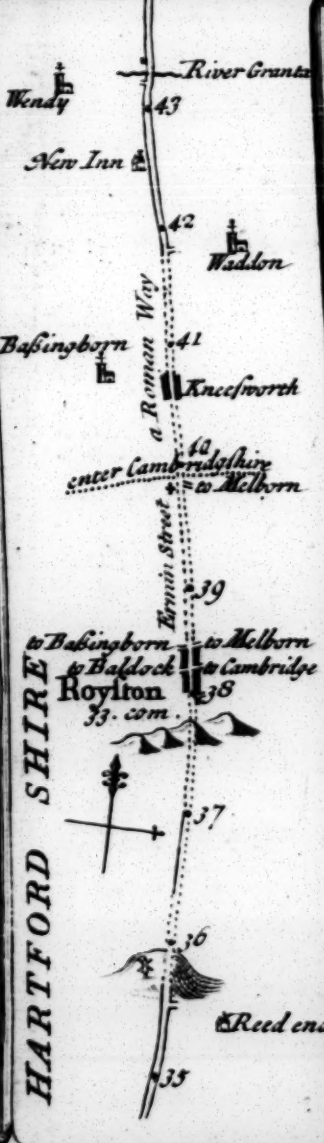 River Granta
Wendy
43
New Inn
42
Waddon
a Roman Way
41
Baſsingborn
Kneeſworth
40
enter Cambridgſhire
to Melborn
Ermin Street
39
to Baſsingborn
to Melborn
to Baldock
to Cambridge
Royſton
38
33. com.
37
HARTFORD SHIRE
36
Reed end
35